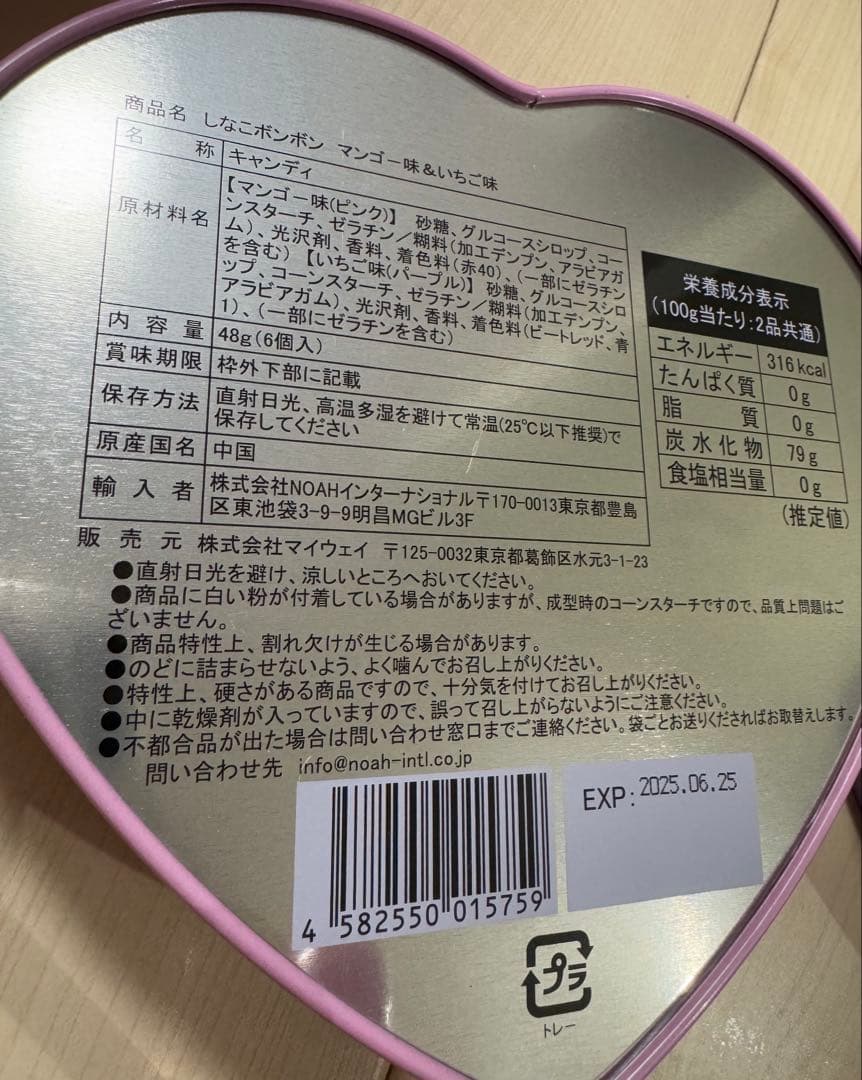 商品名 しなこボンボン マンゴー味&いちご味
名称 キャンディ
原材料名 【マンゴー味(ピンク)】 砂糖、グルコースシロップ、コー
ンスターチ、ゼラチン/糊料(加工デンプン、アラビアガ
ム)、光沢剤、香料、着色料(赤40)、(一部にゼラチン
を含む) 【いちご味(パープル)】 砂糖、グルコースシロ
ップ、コーンスターチ、ゼラチン/糊料(加工デンプン、
アラビアガム)、光沢剤、香料、着色料(ビートレッド、青
1)、(一部にゼラチンを含む)
内容量 48g(6個入)
賞味期限 枠外下部に記載
保存方法 直射日光、高温多湿を避けて常温(25℃以下推奨)で
保存してください
原産国名 中国
輸入者 株式会社NOAHインターナショナル〒170-0013東京都豊島
区東池袋3-9-9明昌MGビル3F
販売元 株式会社マイウェイ 〒125-0032東京都葛飾区水元3-1-23
栄養成分表示
(100g当たり:2品共通)
エネルギー 316kcal
たんぱく質 0g
脂質 0g
炭水化物 79g
食塩相当量 0g
(推定値)
●直射日光を避け、涼しいところへおいてください。
●商品に白い粉が付着している場合がありますが、成型時のコーンスターチですので、品質上問題はご
ざいません。
●商品特性上、割れ欠けが生じる場合があります。
●のどに詰まらせないよう、よく噛んでお召し上がりください。
●特性上、硬さがある商品ですので、十分気を付けてお召し上がりください。
●中に乾燥剤が入っていますので、誤って召し上がらないようにご注意ください。
●不都合品が出た場合は問い合わせ窓口までご連絡ください。袋ごとお送りくださればお取替えします。
問い合わせ先 info@noah-intl.co.jp
EXP: 2025.06.25
4 582550 015759
プラ
トレー